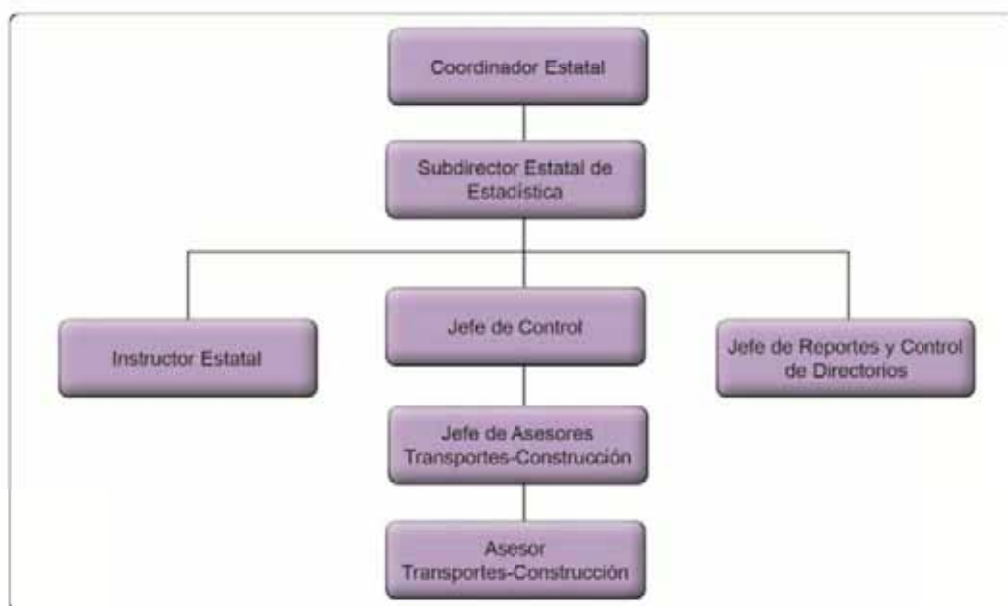 Coordinador Estatal
Subdirector Estatal de
Estadística
Instructor Estatal
Jefe de Control
Jefe de Reportes y Control
de Directorios
Jefe de Asesores
Transportes-Construcción
Asesor
Transportes-Construcción